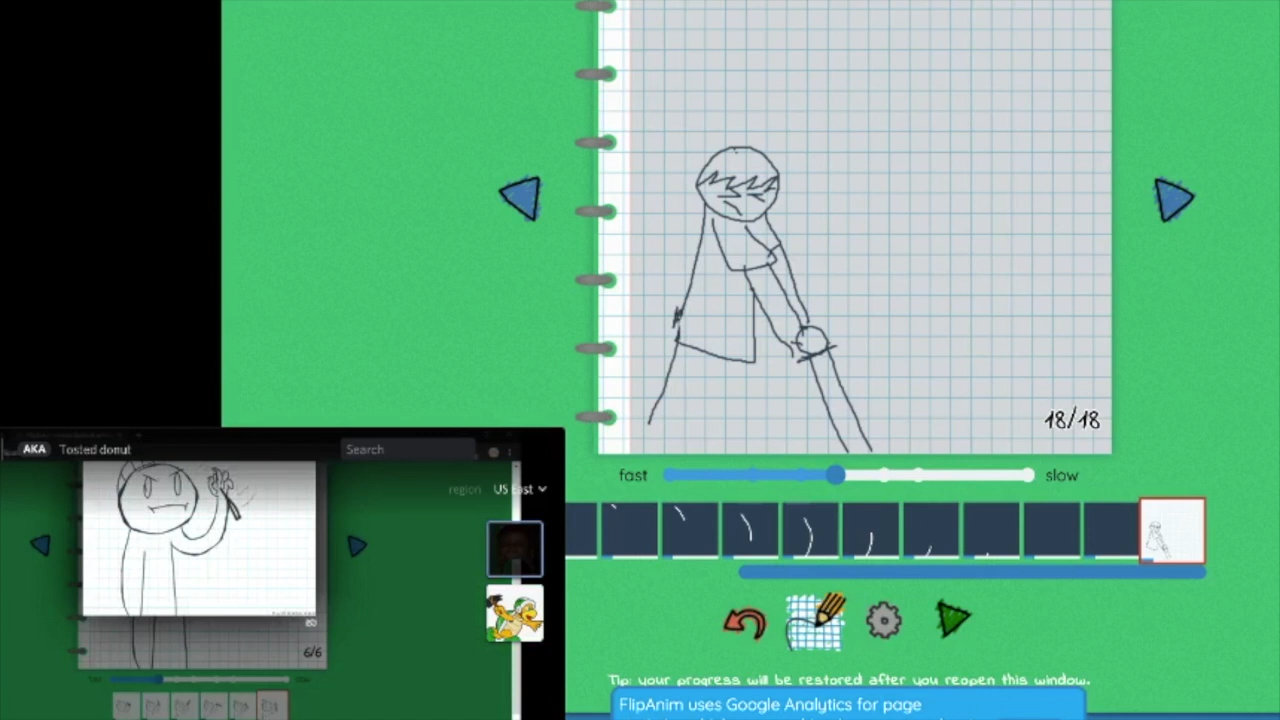 18/18
fast slow
AKA Tosted donut Search
region US East
6/6
Tip: your progress will be restored after you reopen this window.
FlipAnim uses Google Analytics for page